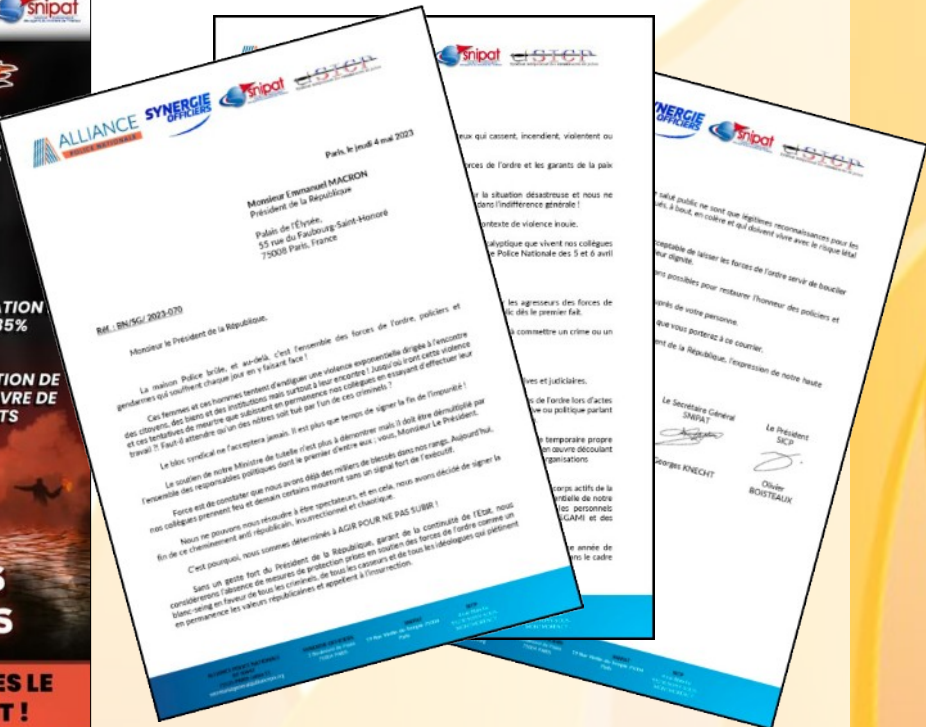 snipat
ATION
35%
TION DE
VRE DE
TS
S
S
ES LE
T !
ALLIANCE
POLICE NATIONALE
SYNERGIE
OFFICIERS
snipat
SICP
Paris, le jeudi 4 mai 2023
Monsieur Emmanuel MACRON
Président de la République
Palais de l'Élysée,
55 rue du Faubourg-Saint-Honoré
75008 Paris, France
Réf. : BN/SG/ 2023-070
Monsieur le Président de la République,
La maison Police brûle, et au-delà, c'est l'ensemble des forces de l'ordre, policiers et
gendarmes qui souffrent chaque jour en y faisant face !
Ces femmes et ces hommes tentent d'endiguer une violence exponentielle dirigée à l'encontre
des citoyens, des biens et des institutions mais surtout à leur encontre ! Jusqu'où iront cette violence
et ces tentatives de meurtre que subissent en permanence nos collègues en essayant d'effectuer leur
travail ?! Faut-il attendre qu'un des nôtres soit tué par l'un de ces criminels ?
Le bloc syndical ne l'acceptera jamais. Il est plus que temps de signer la fin de l'impunité !
Le soutien de notre Ministre de tutelle n'est plus à démontrer mais il doit être démultiplié par
l'ensemble des responsables politiques dont le premier d'entre eux ; vous, Monsieur Le Président.
Force est de constater que nous avons déjà des milliers de blessés dans nos rangs. Aujourd'hui,
nos collègues prennent feu et demain certains mourront sans un signal fort de l'exécutif.
Nous ne pouvons nous résoudre à être spectateurs, et en cela, nous avons décidé de signer la
fin de ce cheminement anti républicain, insurrectionnel et chaotique.
C'est pourquoi, nous sommes déterminés à AGIR POUR NE PAS SUBIR !
Sans un geste fort du Président de la République, garant de la continuité de l'Etat, nous
considérerons l'absence de mesures de protection prises en soutien des forces de l'ordre comme un
blanc-seing en faveur de tous les criminels, de tous les casseurs et de tous les idéologues qui piétinent
en permanence les valeurs républicaines et appellent à l'insurrection.
snipat
SICP
eux qui cassent, incendient, violentent ou
orces de l'ordre et les garants de la paix
r la situation désastreuse et nous ne
dans l'indifférence générale !
ontexte de violence inouïe.
calyptique que vivent nos collègues
e Police Nationale des 5 et 6 avril
les agresseurs des forces de
lic dès le premier fait.
à commettre un crime ou un
ives et judiciaires.
s de l'ordre lors d'actes
ve ou politique parlant
e temporaire propre
en œuvre découlant
organisations
corps actifs de la
entielle de notre
les personnels
EGAMI et des
e année de
ns le cadre
NERGIE
OFFICIERS
snipat
SICP
salut public ne sont que légitimes reconnaissances pour les
ués, à bout, en colère et qui doivent vivre avec le risque létal
cceptable de laisser les forces de l'ordre servir de bouclier
eur dignité.
ns possibles pour restaurer l'honneur des policiers et
uprès de votre personne.
que vous porterez à ce courrier,
ent de la République, l'expression de notre haute
Le Secrétaire Général
SNIPAT
Le Président
SICP
Georges KNECHT
Olivier
BOISTEAUX